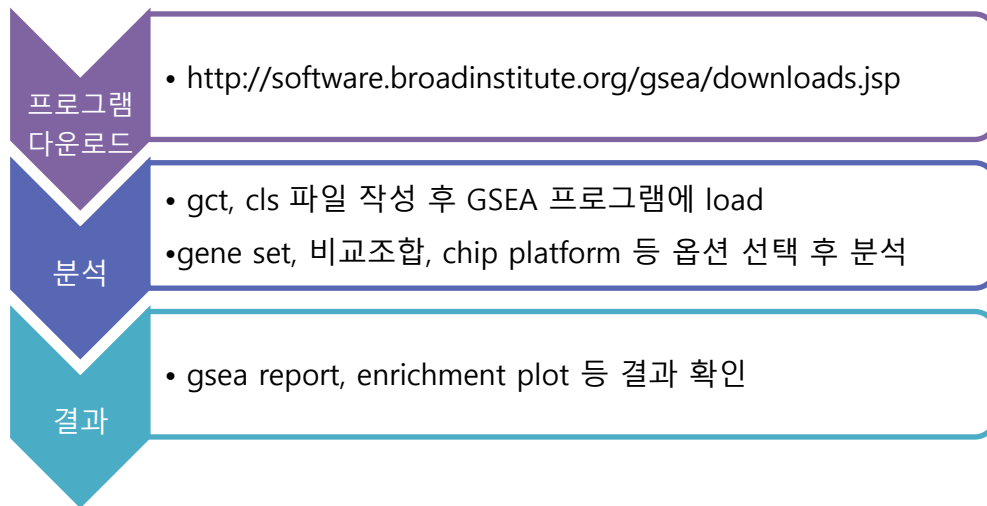 프로그램
다운로드
• http://software.broadinstitute.org/gsea/downloads.jsp
분석
• gct, cls 파일 작성 후 GSEA 프로그램에 load
•gene set, 비교조합, chip platform 등 옵션 선택 후 분석
결과
• gsea report, enrichment plot 등 결과 확인